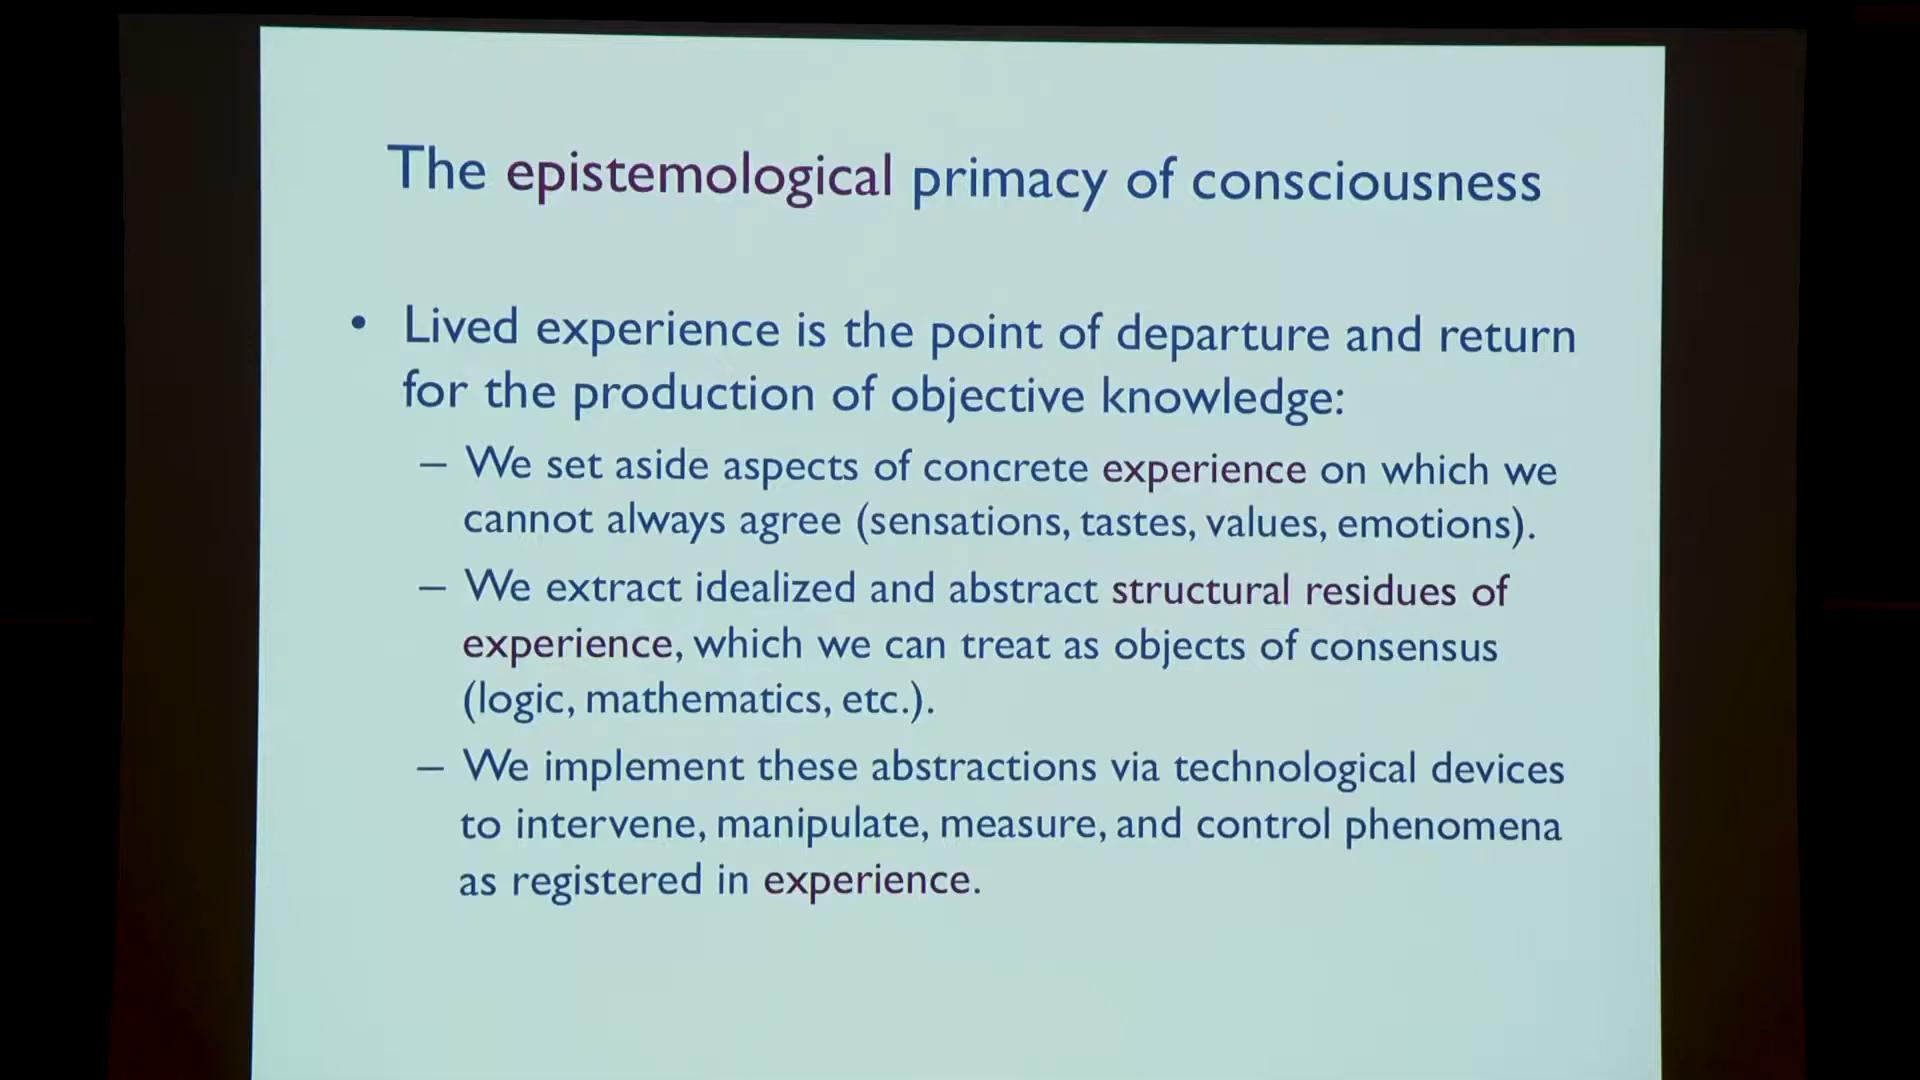 The epistemological primacy of consciousness
• Lived experience is the point of departure and return
for the production of objective knowledge:
– We set aside aspects of concrete experience on which we
cannot always agree (sensations, tastes, values, emotions).
– We extract idealized and abstract structural residues of
experience, which we can treat as objects of consensus
(logic, mathematics, etc.).
– We implement these abstractions via technological devices
to intervene, manipulate, measure, and control phenomena
as registered in experience.